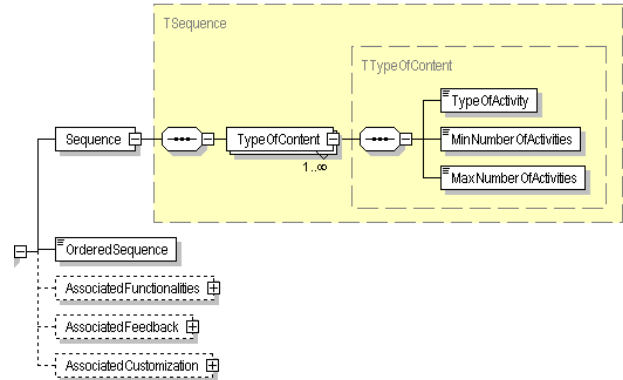 TSequence
TTypeOfContent
TypeOfActivity
Sequence
TypeOfContent
MinNumberOfActivities
1..∞
MaxNumberOfActivities
OrderedSequence
AssociatedFunctionalities
AssociatedFeedback
AssociatedCustomization